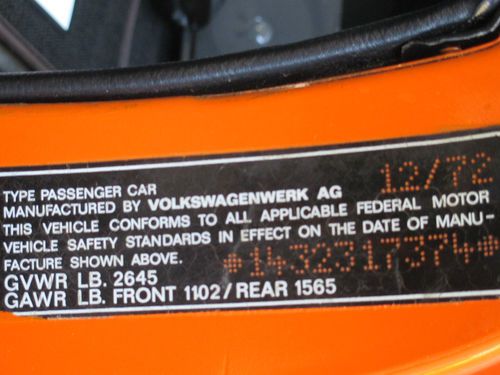 TYPE PASSENGER CAR
12/72
MANUFACTURED BY VOLKSWAGENWERK AG
THIS VEHICLE CONFORMS TO ALL APPLICABLE FEDERAL MOTOR
VEHICLE SAFETY STANDARDS IN EFFECT ON THE DATE OF MANU-
FACTURE SHOWN ABOVE.
*1432317374*
GVWR LB. 2645
GAWR LB. FRONT 1102/REAR 1565